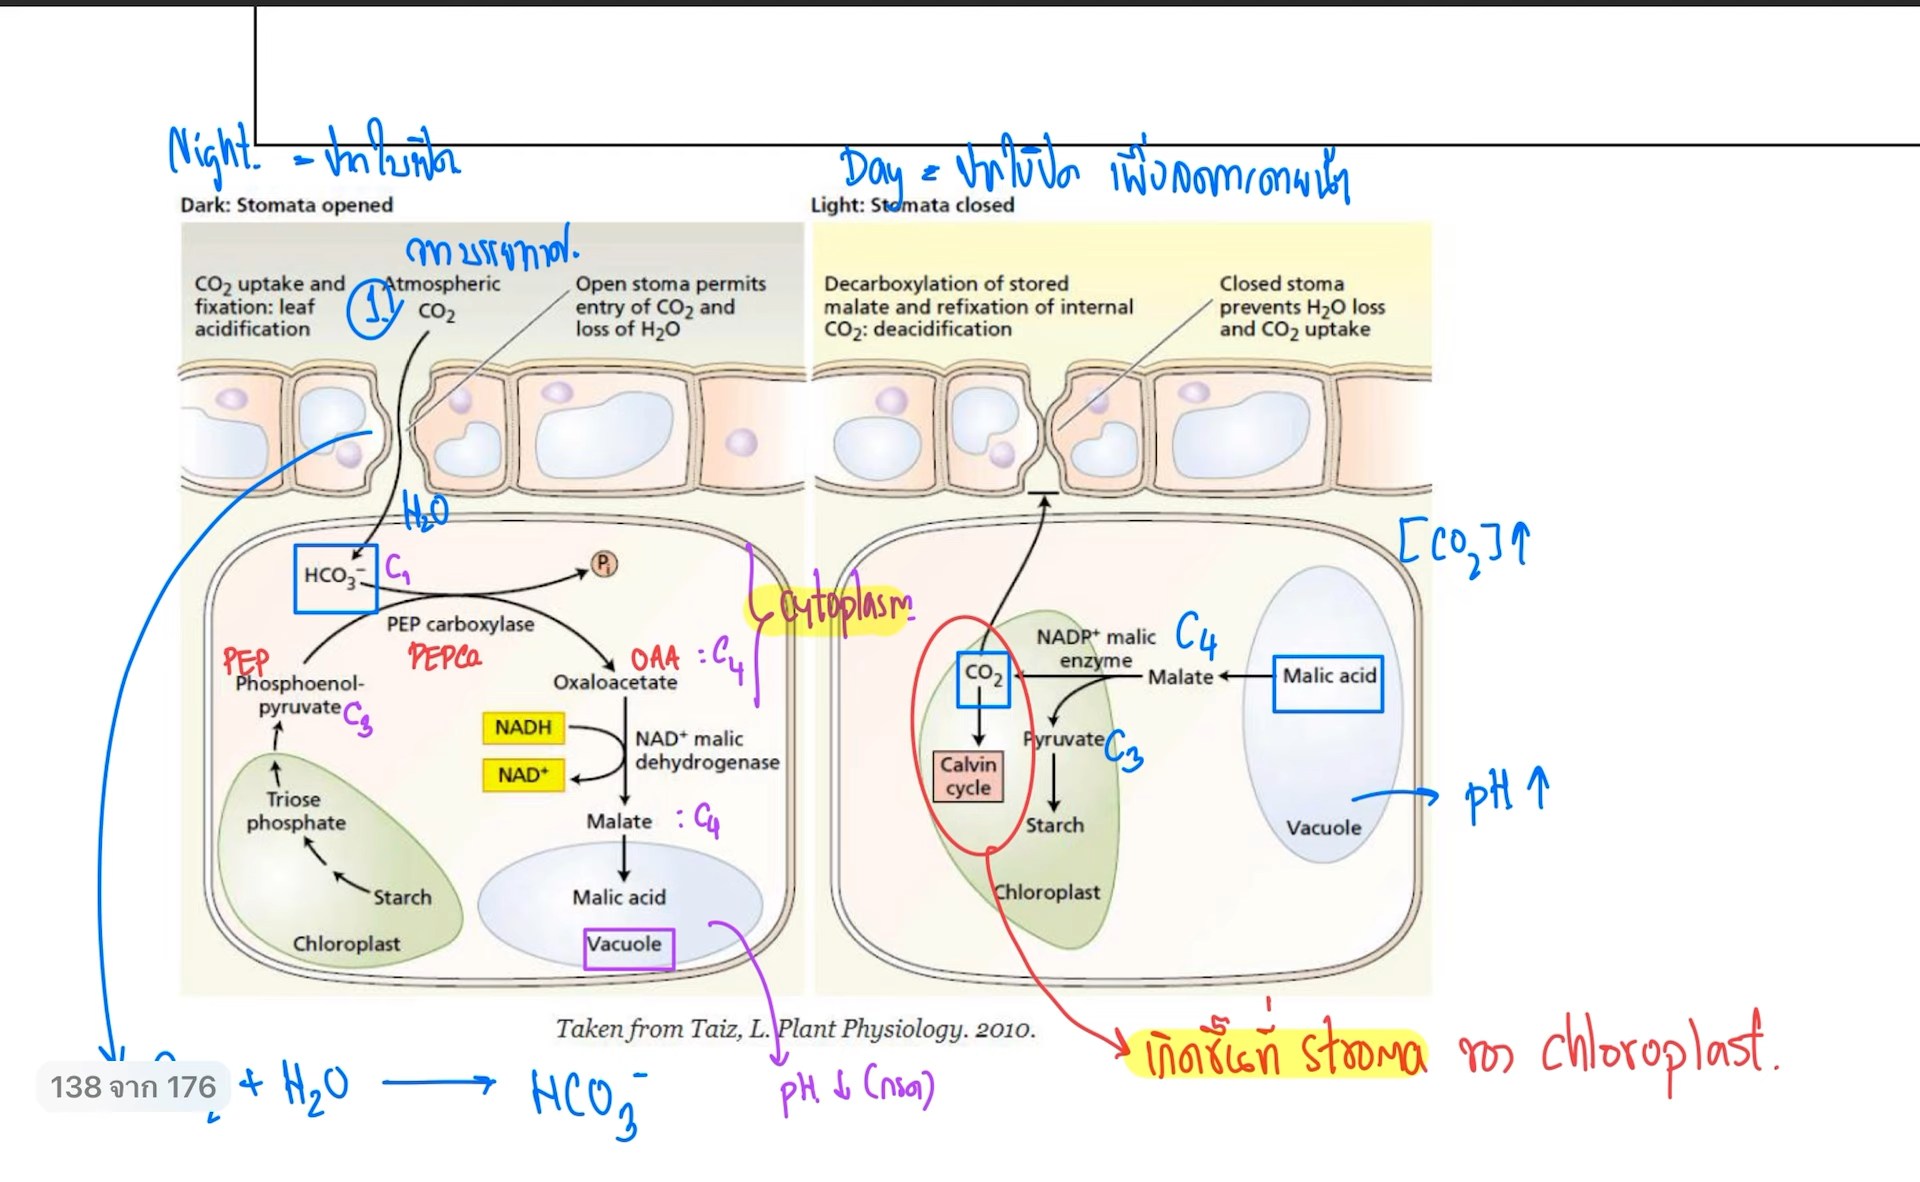 Night. = ปากใบเปิด
Day = ปากใบปิด เพื่อลดการคายน้ำ
Dark: Stomata opened
Light: Stomata closed
จากบรรยากาศ.
CO₂ uptake and
fixation: leaf
acidification
1.
Atmospheric
CO₂
Open stoma permits
entry of CO₂ and
loss of H₂O
Decarboxylation of stored
malate and refixation of internal
CO₂: deacidification
Closed stoma
prevents H₂O loss
and CO₂ uptake
H₂O
HCO₃⁻
C₁
Pᵢ
PEP carboxylase
PEPCa
cytoplasm
PEP
Phosphoenol-
pyruvate
C₃
OAA : C₄
Oxaloacetate
NADH
NAD⁺
NAD⁺ malic
dehydrogenase
Triose
phosphate
Malate : C₄
Starch
Malic acid
Chloroplast
Vacuole
[CO₂]↑
NADP⁺ malic
enzyme
C₄
CO₂
Malate
Malic acid
Pyruvate
C₃
Calvin
cycle
Starch
Vacuole
pH ↑
Chloroplast
Taken from Taiz, L. Plant Physiology. 2010.
เกิดขึ้นที่ stroma ของ chloroplast.
138 จาก 176
+ H₂O → HCO₃⁻
pH ↓ (กรด)